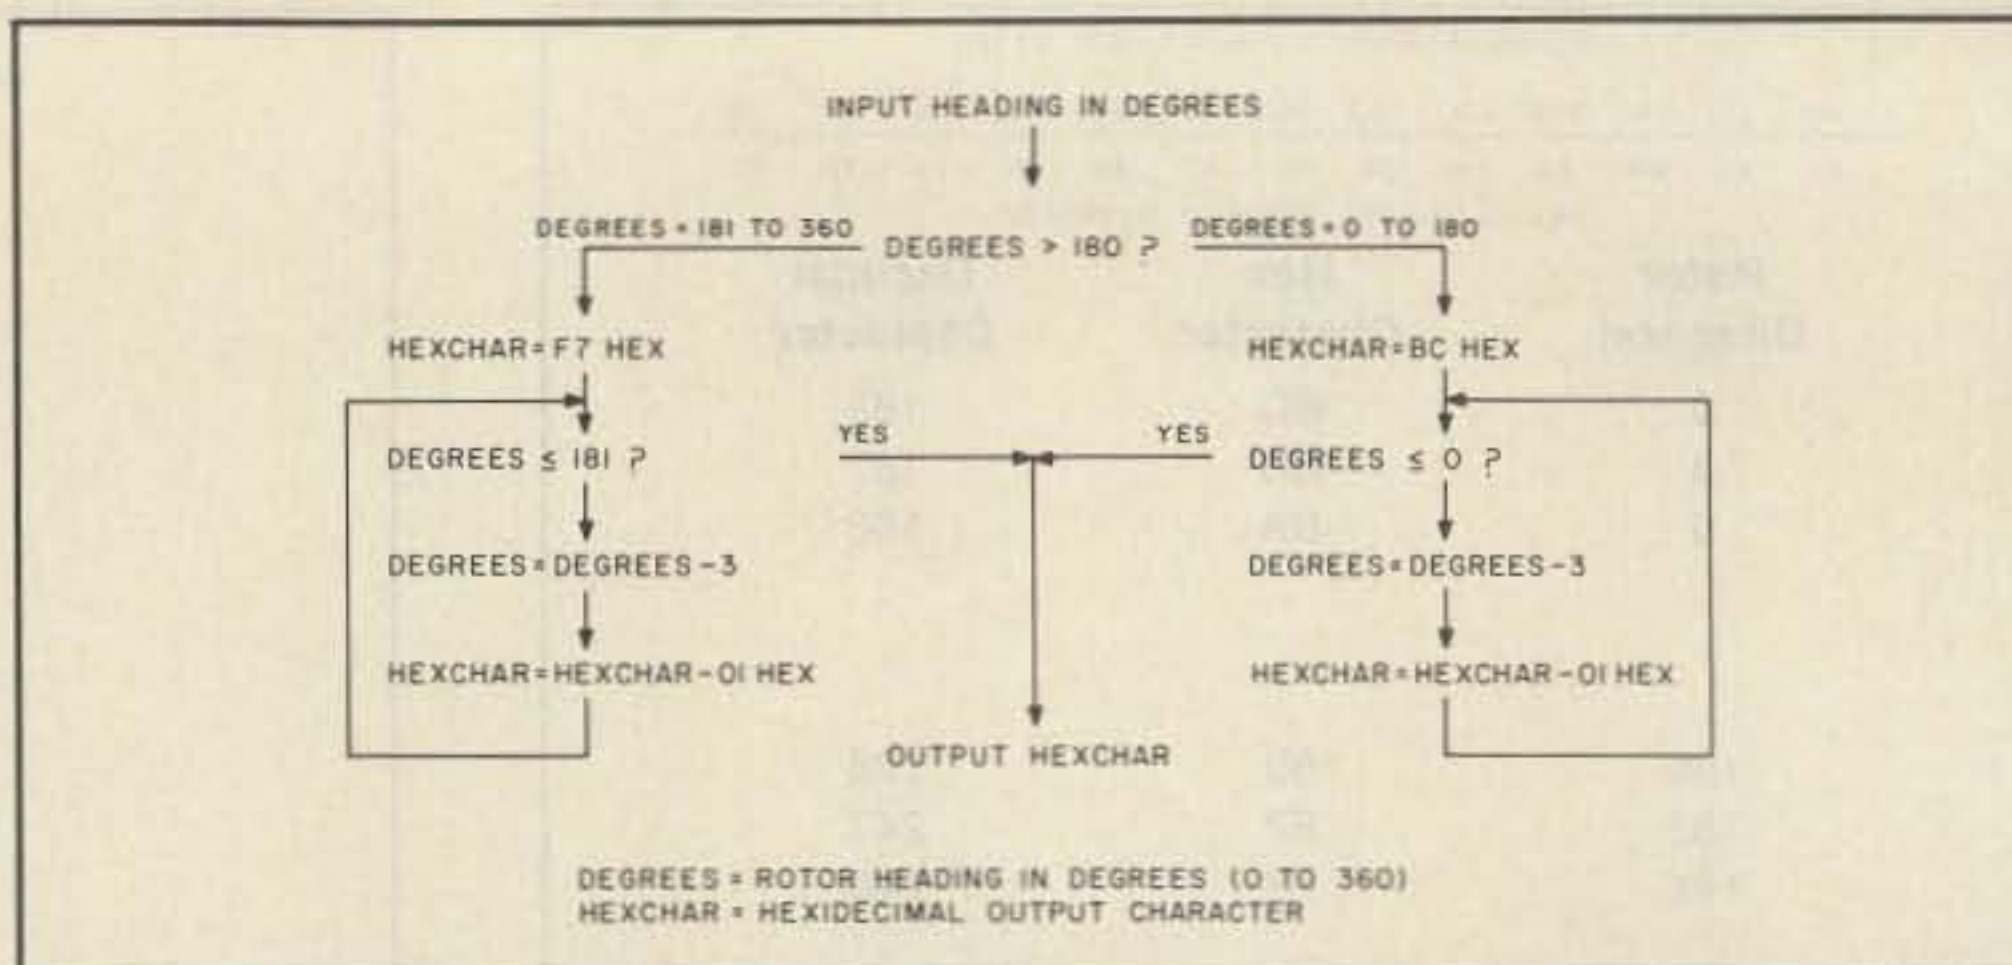 INPUT HEADING IN DEGREES
DEGREES = 181 TO 360
DEGREES > 180 ?
DEGREES = 0 TO 180
HEXCHAR = F7 HEX
HEXCHAR = BC HEX
DEGREES ≤ 181 ?
YES
YES
DEGREES ≤ 0 ?
DEGREES = DEGREES - 3
DEGREES = DEGREES - 3
HEXCHAR = HEXCHAR - 01 HEX
HEXCHAR = HEXCHAR - 01 HEX
OUTPUT HEXCHAR
DEGREES = ROTOR HEADING IN DEGREES (0 TO 360)
HEXCHAR = HEXIDECIMAL OUTPUT CHARACTER